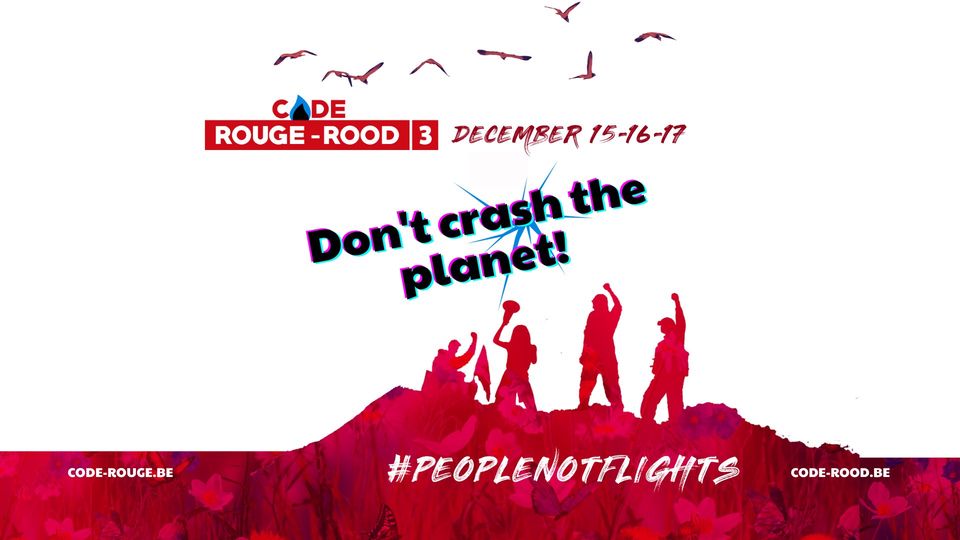 CODE
ROUGE-ROOD 3
DECEMBER 15-16-17
Don't crash the
planet!
#PEOPLENOTFLIGHTS
CODE-ROUGE.BE
CODE-ROOD.BE